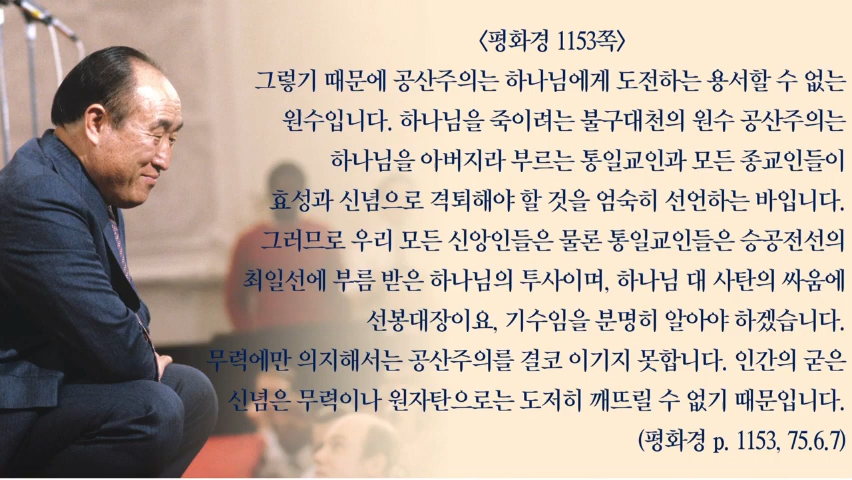 <평화경 1153쪽>
그렇기 때문에 공산주의는 하나님에게 도전하는 용서할 수 없는
원수입니다. 하나님을 죽이려는 불구대천의 원수 공산주의는
하나님을 아버지라 부르는 통일교인과 모든 종교인들이
효성과 신념으로 격퇴해야 할 것을 엄숙히 선언하는 바입니다.
그러므로 우리 모든 신앙인들은 물론 통일교인들은 승공전선의
최일선에 부름 받은 하나님의 투사이며, 하나님 대 사탄의 싸움에
선봉대장이요, 기수임을 분명히 알아야 하겠습니다.
무력에만 의지해서는 공산주의를 결코 이기지 못합니다. 인간의 굳은
신념은 무력이나 원자탄으로는 도저히 깨뜨릴 수 없기 때문입니다.
(평화경 p. 1153, 75.6.7)